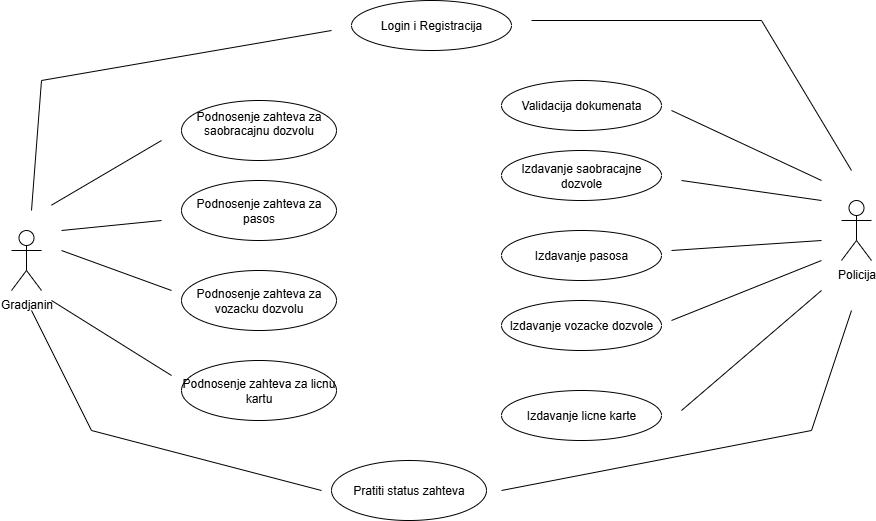 Login i Registracija
Podnosenje zahteva za
saobracajnu dozvolu
Podnosenje zahteva za
pasos
Podnosenje zahteva za
vozacku dozvolu
Podnosenje zahteva za licnu
kartu
Gradjanin
Validacija dokumenata
Izdavanje saobracajne
dozvole
Izdavanje pasosa
Izdavanje vozacke dozvole
Izdavanje licne karte
Policija
Pratiti status zahteva